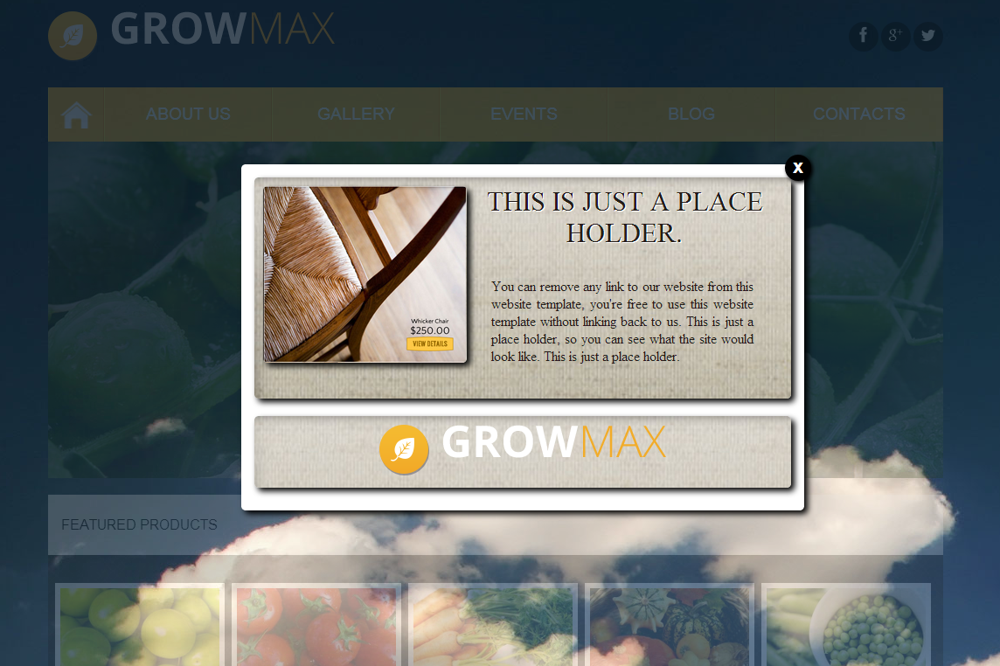 GROWMAX
f g+
ABOUT US GALLERY EVENTS BLOG CONTACTS
X
THIS IS JUST A PLACE
HOLDER.
You can remove any link to our website from this
website template, you're free to use this website
template without linking back to us. This is just a
place holder, so you can see what the site would
look like. This is just a place holder.
Whicker Chair
$250.00
VIEW DETAILS
GROWMAX
FEATURED PRODUCTS